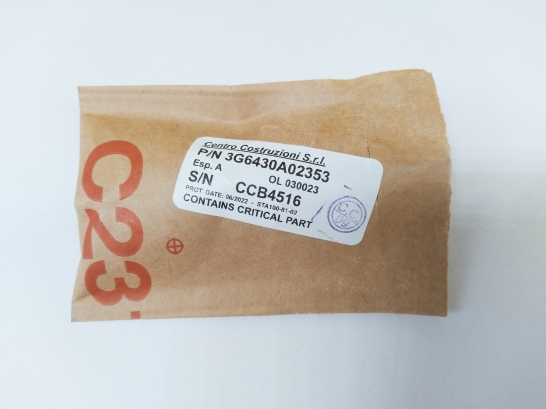 Centro Costruzioni S.r.l.
P/N 3G6430A02353
Esp. A OL 030023
S/N CCB4516
PROT. DATE: 06/2022 - STA100-81-02
CONTAINS CRITICAL PART
C23